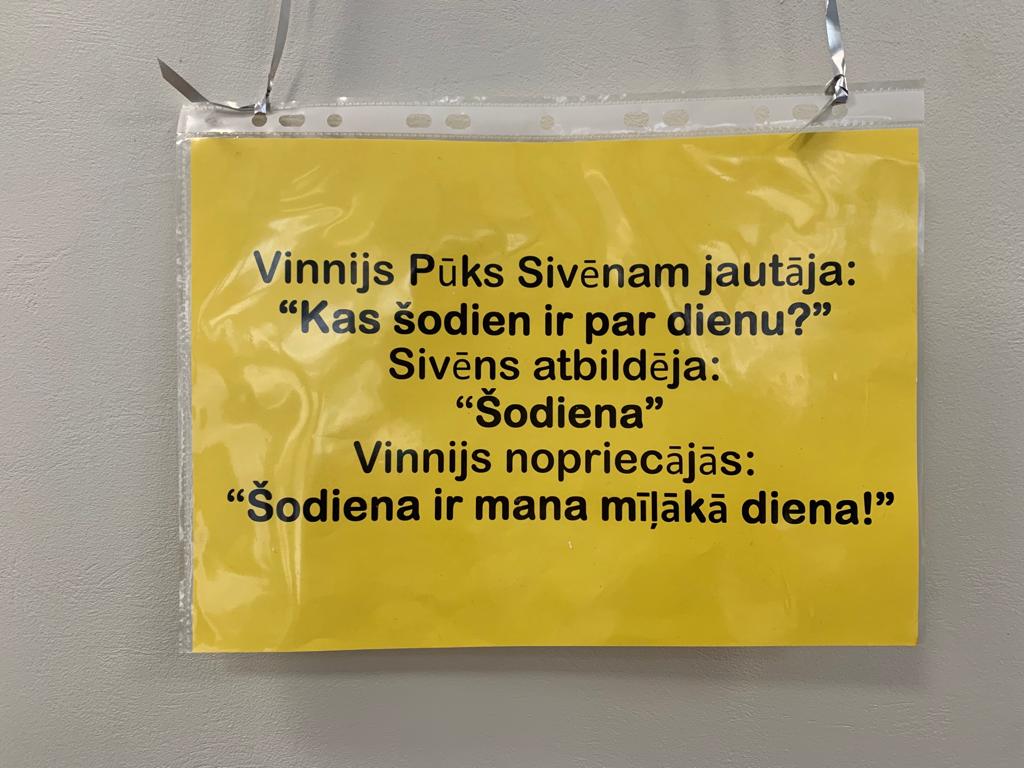 Vinnijs Pūks Sivēnam jautāja:
“Kas šodien ir par dienu?”
Sivēns atbildēja:
“Šodiena”
Vinnijs nopriecājās:
“Šodiena ir mana mīļākā diena!”